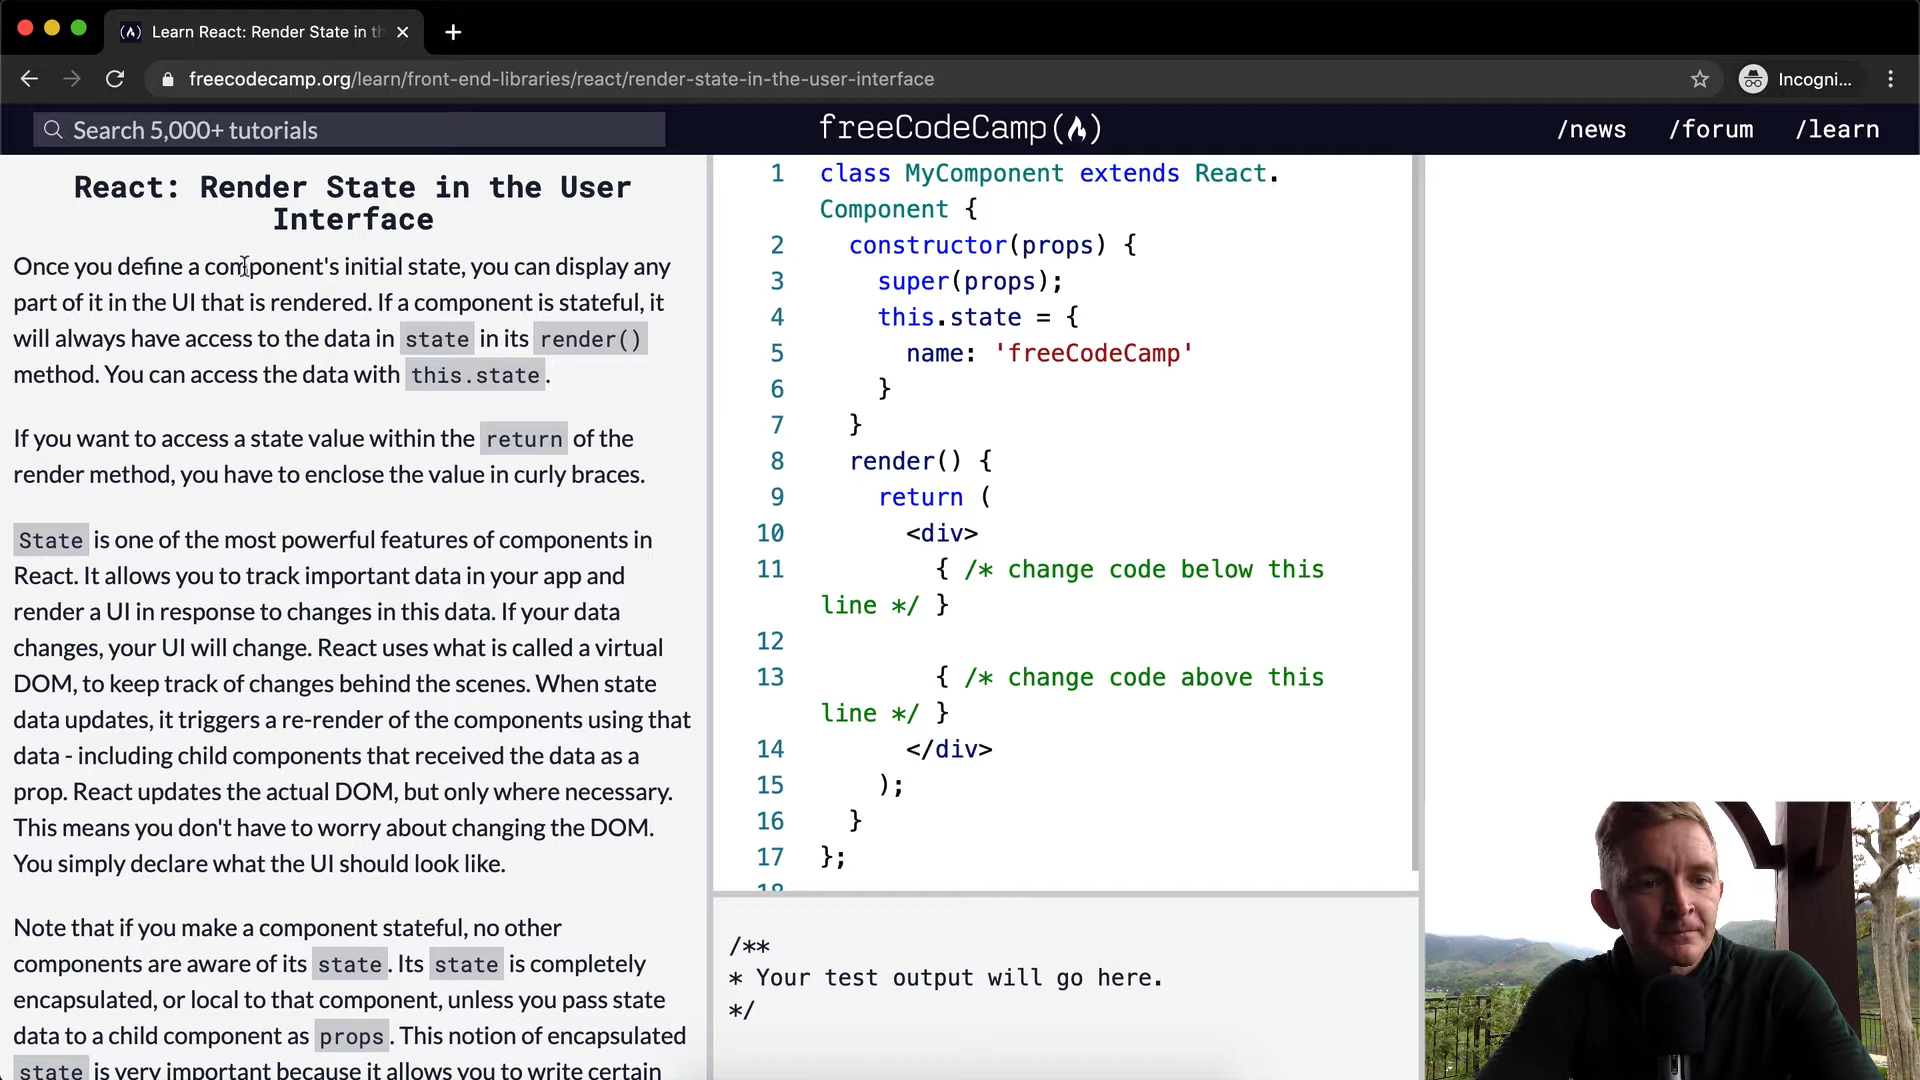 Learn React: Render State in th
freecodecamp.org/learn/front-end-libraries/react/render-state-in-the-user-interface
Incogni...
Search 5,000+ tutorials
freeCodeCamp
/news /forum /learn
React: Render State in the User
Interface
Once you define a component's initial state, you can display any
part of it in the UI that is rendered. If a component is stateful, it
will always have access to the data in state in its render()
method. You can access the data with this.state.
If you want to access a state value within the return of the
render method, you have to enclose the value in curly braces.
State is one of the most powerful features of components in
React. It allows you to track important data in your app and
render a UI in response to changes in this data. If your data
changes, your UI will change. React uses what is called a virtual
DOM, to keep track of changes behind the scenes. When state
data updates, it triggers a re-render of the components using that
data - including child components that received the data as a
prop. React updates the actual DOM, but only where necessary.
This means you don't have to worry about changing the DOM.
You simply declare what the UI should look like.
Note that if you make a component stateful, no other
components are aware of its state. Its state is completely
encapsulated, or local to that component, unless you pass state
data to a child component as props. This notion of encapsulated
state is very important because it allows you to write certain
1 class MyComponent extends React.
Component {
2 constructor(props) {
3 super(props);
4 this.state = {
5 name: 'freeCodeCamp'
6 }
7 }
8 render() {
9 return (
10 <div>
11 { /* change code below this
line */ }
12
13 { /* change code above this
line */ }
14 </div>
15 );
16 }
17 };
18
/**
* Your test output will go here.
*/